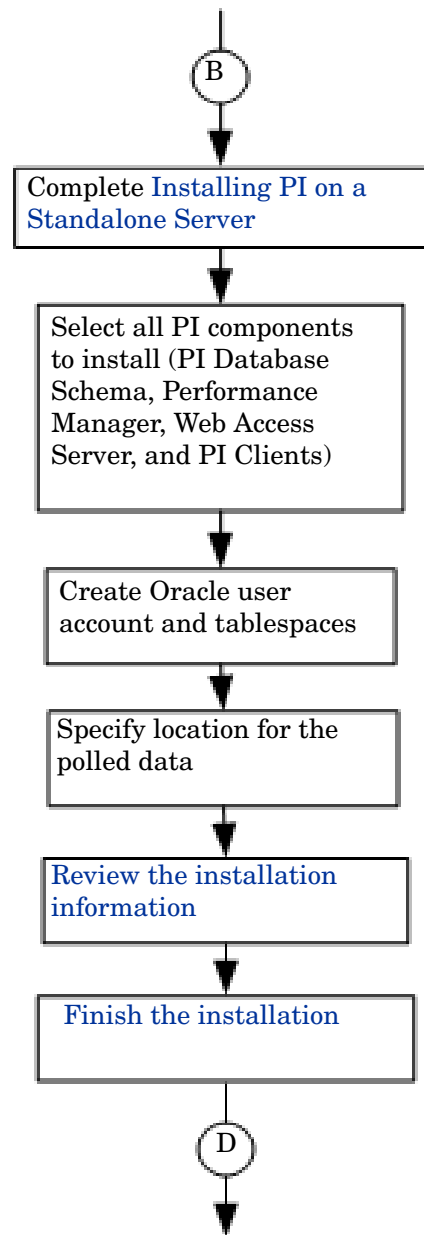 B
Complete Installing PI on a
Standalone Server
Select all PI components
to install (PI Database
Schema, Performance
Manager, Web Access
Server, and PI Clients)
Create Oracle user
account and tablespaces
Specify location for the
polled data
Review the installation
information
Finish the installation
D